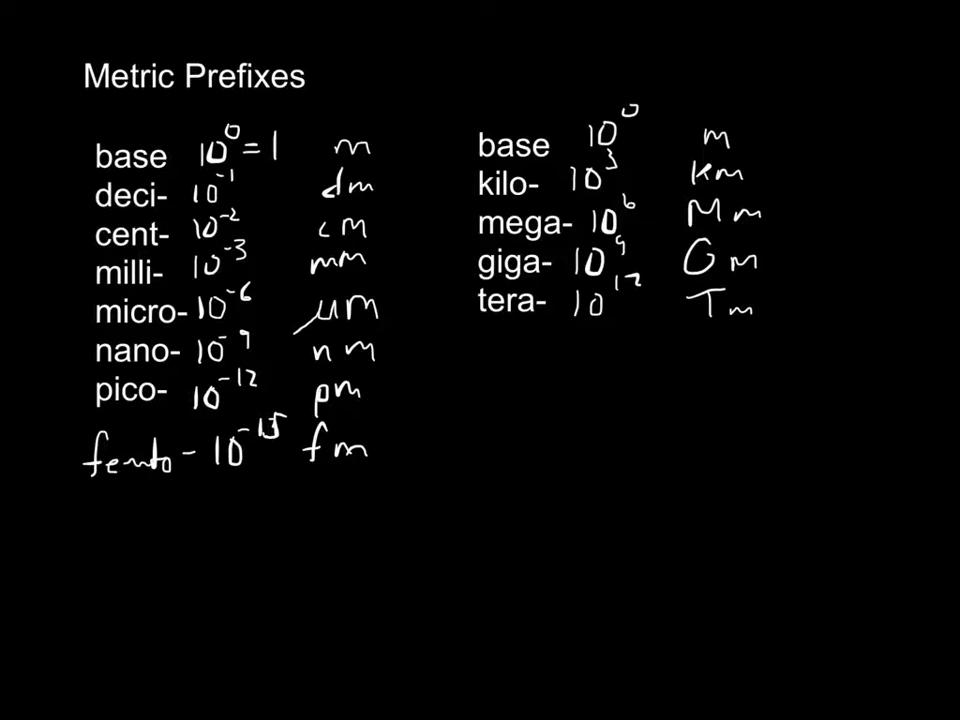 Metric Prefixes
base 10⁰ = 1 m
deci- 10⁻¹ dm
cent- 10⁻² cm
milli- 10⁻³ mm
micro- 10⁻⁶ μm
nano- 10⁻⁹ nm
pico- 10⁻¹² pm
femto - 10⁻¹⁵ fm
base 10⁰ m
kilo- 10³ km
mega- 10⁶ Mm
giga- 10⁹ Gm
tera- 10¹² Tm